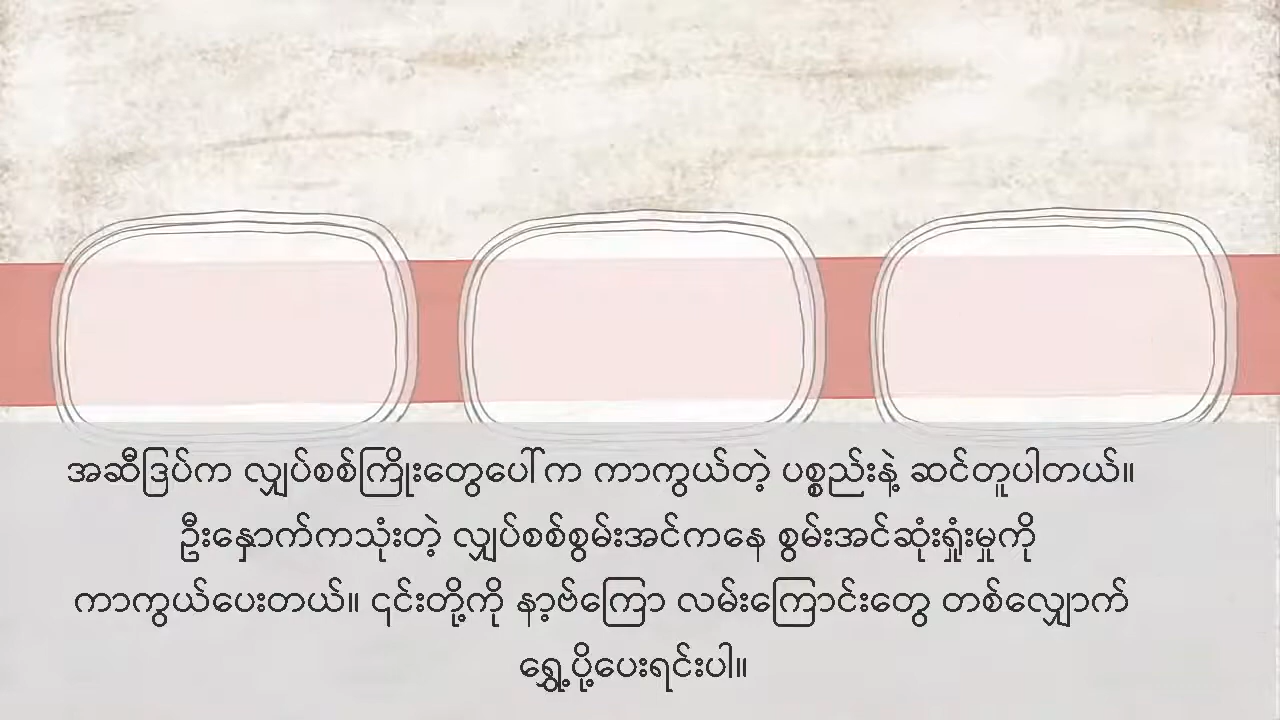 အဆီဒြပ်က လျှပ်စစ်ကြိုးတွေပေါ်က ကာကွယ်တဲ့ ပစ္စည်းနဲ့ ဆင်တူပါတယ်။
ဦးနှောက်ကသုံးတဲ့ လျှပ်စစ်စွမ်းအင်ကနေ စွမ်းအင်ဆုံးရှုံးမှုကို
ကာကွယ်ပေးတယ်။ ၎င်းတို့ကို နာ့ဗ်ကြော လမ်းကြောင်းတွေ တစ်လျှောက်
ရွှေ့ပို့ပေးရင်းပါ။